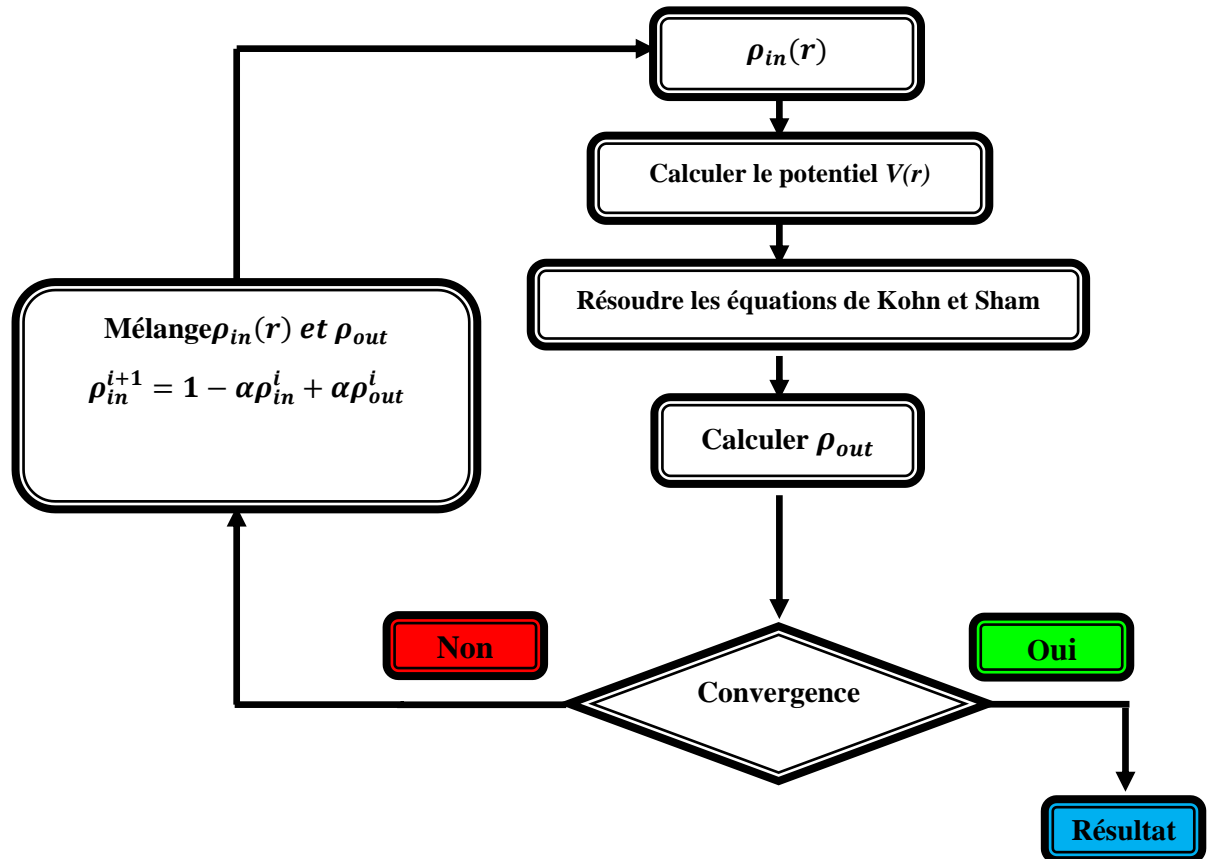 ρ_in(r)
Calculer le potentiel V(r)
Résoudre les équations de Kohn et Sham
Mélangeρ_in(r) et ρ_out
ρ_in^{i+1} = 1 − αρ_in^i + αρ_out^i
Calculer ρ_out
Non
Oui
Convergence
Résultat